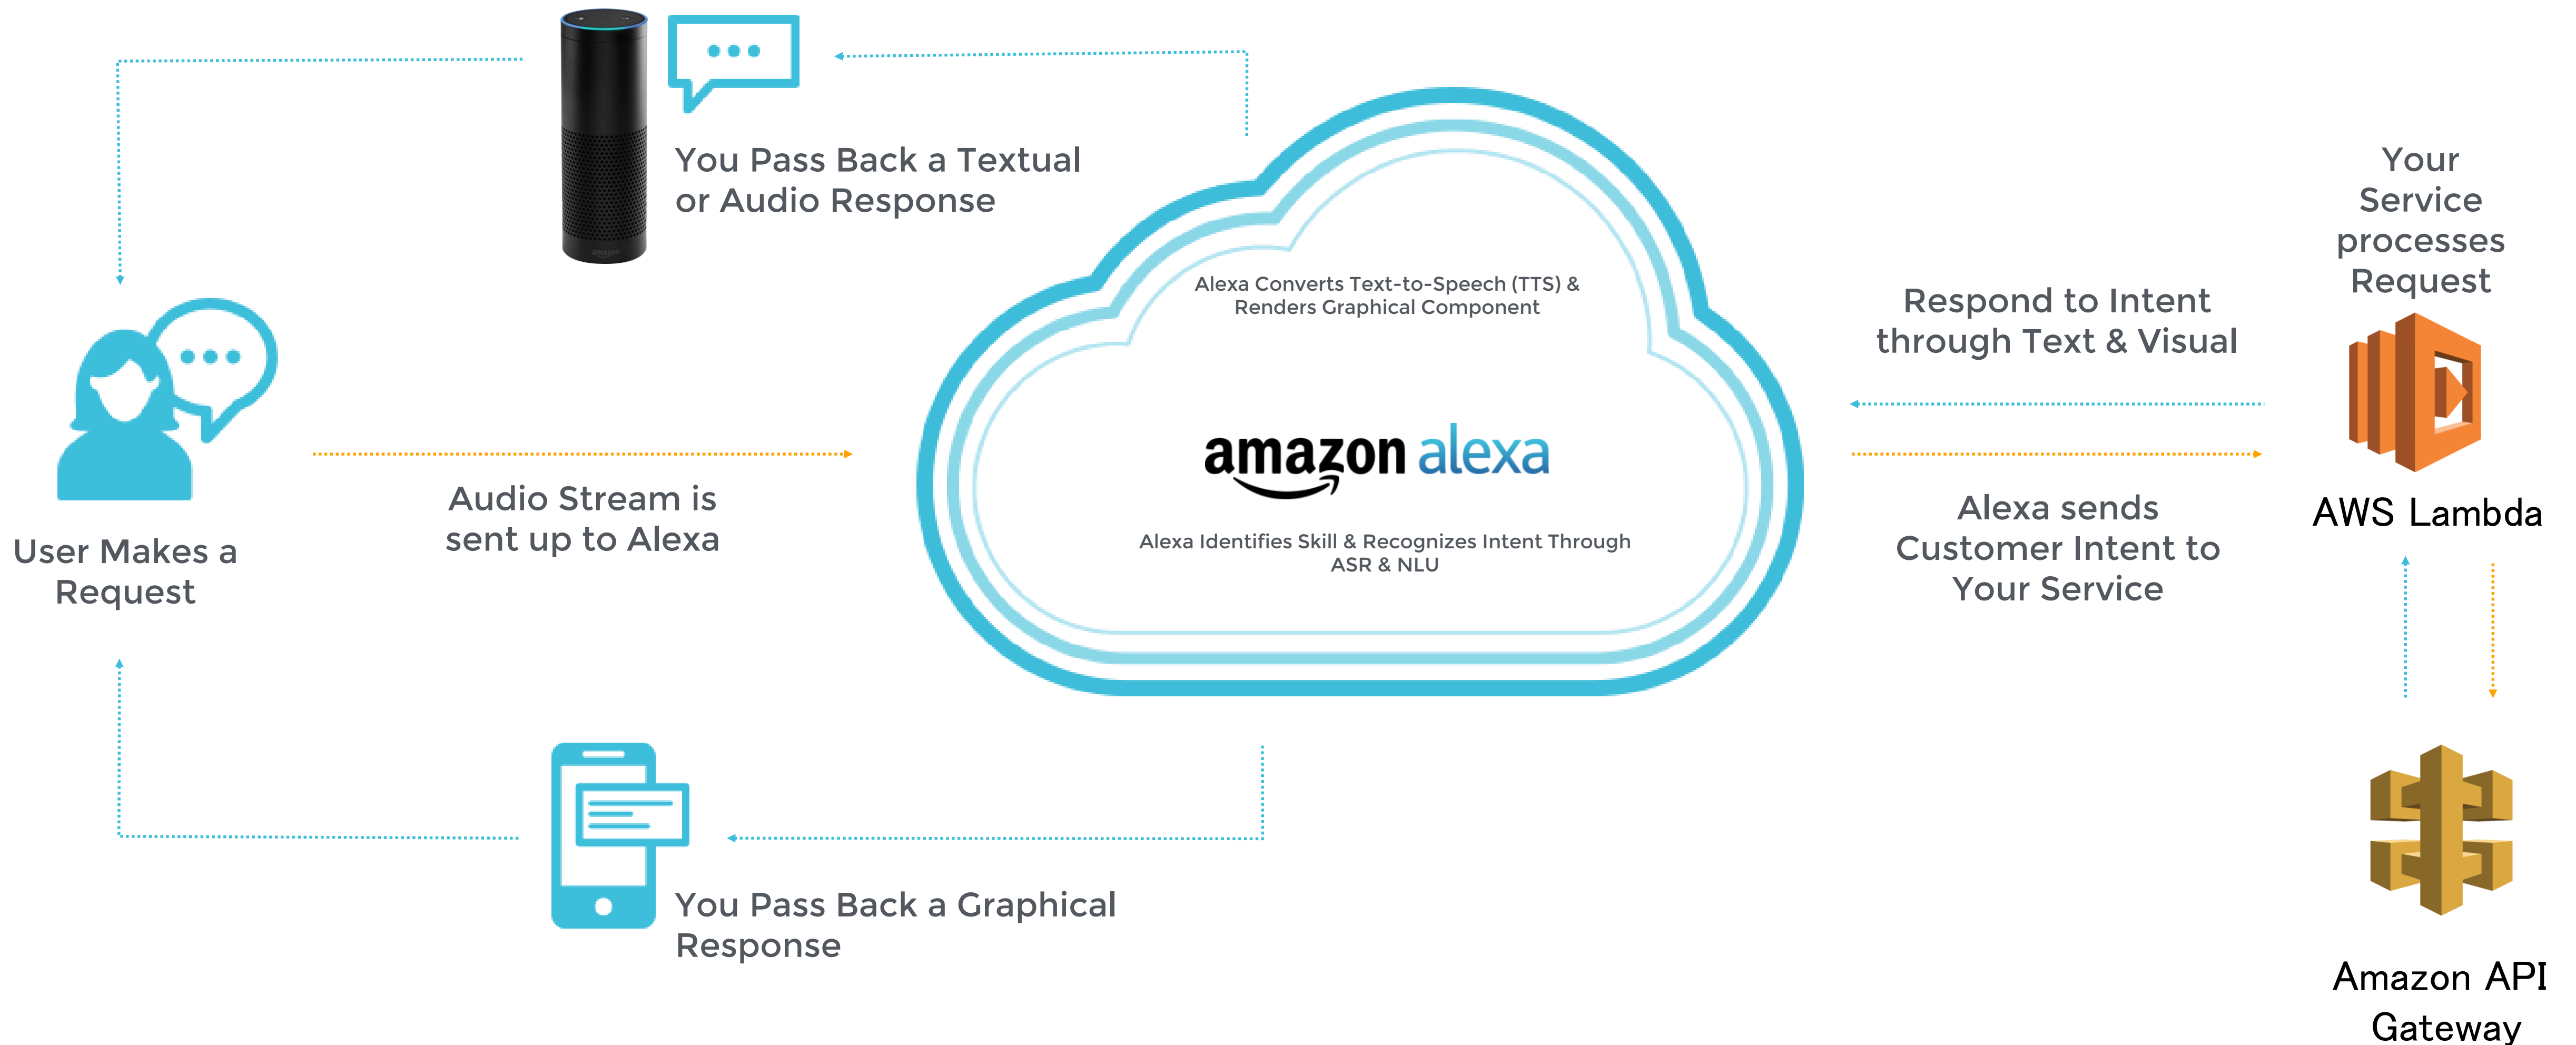 You Pass Back a Textual
or Audio Response
amazon
User Makes a
Request
Audio Stream is
sent up to Alexa
Alexa Converts Text-to-Speech (TTS) &
Renders Graphical Component
amazon alexa
Alexa Identifies Skill & Recognizes Intent Through
ASR & NLU
You Pass Back a Graphical
Response
Respond to Intent
through Text & Visual
Alexa sends
Customer Intent to
Your Service
Your
Service
processes
Request
AWS Lambda
Amazon API
Gateway